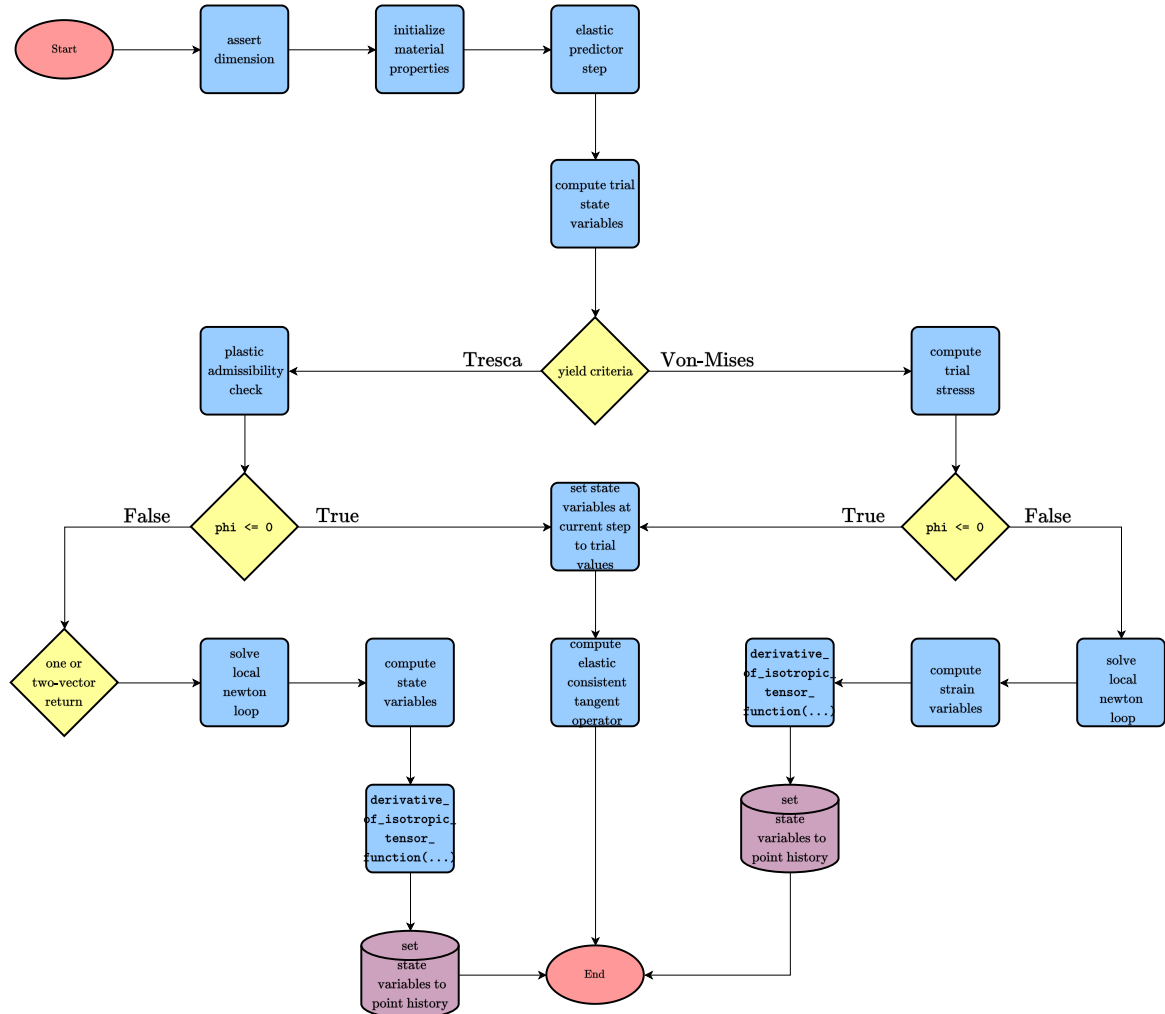 Start
assert
dimension
initialize
material
properties
elastic
predictor
step
compute trial
state
variables
Tresca
yield criteria
Von-Mises
plastic
admissibility
check
compute
trial
stresss
False
phi <= 0
True
set state
variables at
current step
to trial
values
True
phi <= 0
False
one or
two-vector
return
solve
local
newton
loop
compute
state
variables
compute
elastic
consistent
tangent
operator
derivative_
of_isotropic_
tensor_
function(...)
compute
strain
variables
solve
local
newton
loop
derivative_
of_isotropic_
tensor_
function(...)
set
state
variables to
point history
set
state
variables to
point history
End